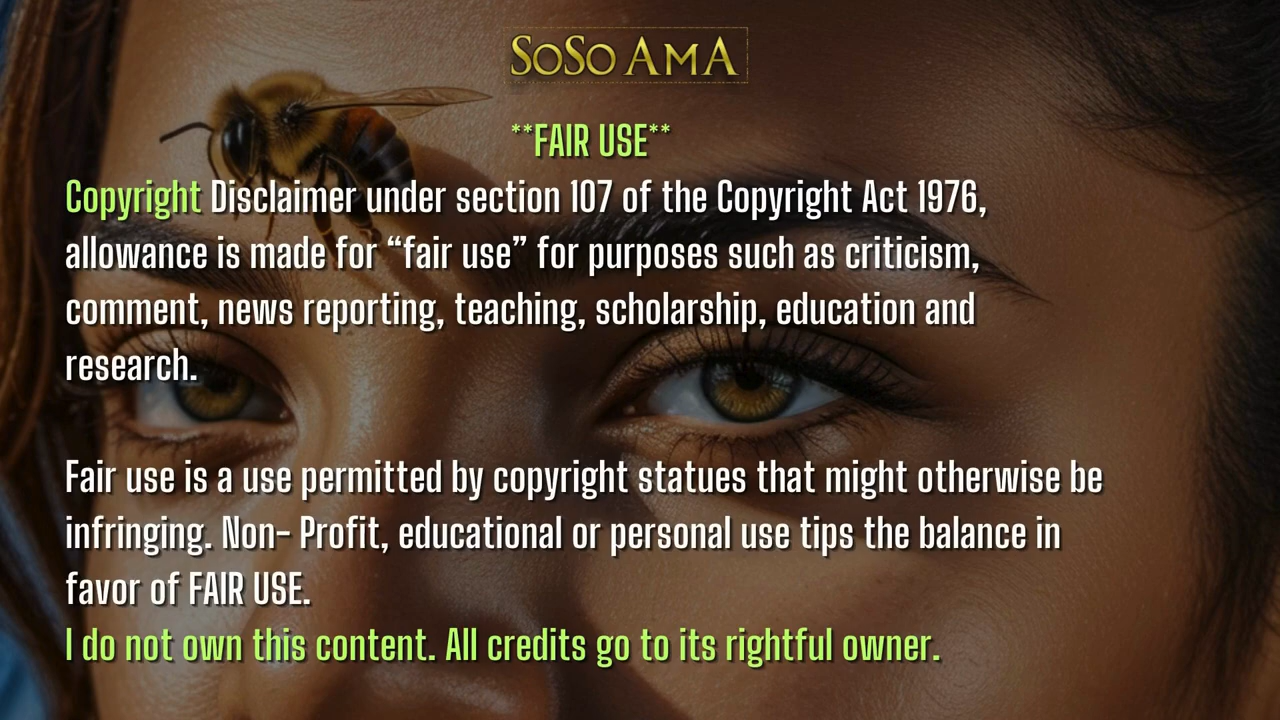 SoSo AmA
**FAIR USE**
Copyright Disclaimer under section 107 of the Copyright Act 1976,
allowance is made for “fair use” for purposes such as criticism,
comment, news reporting, teaching, scholarship, education and
research.
Fair use is a use permitted by copyright statues that might otherwise be
infringing. Non- Profit, educational or personal use tips the balance in
favor of FAIR USE.
I do not own this content. All credits go to its rightful owner.